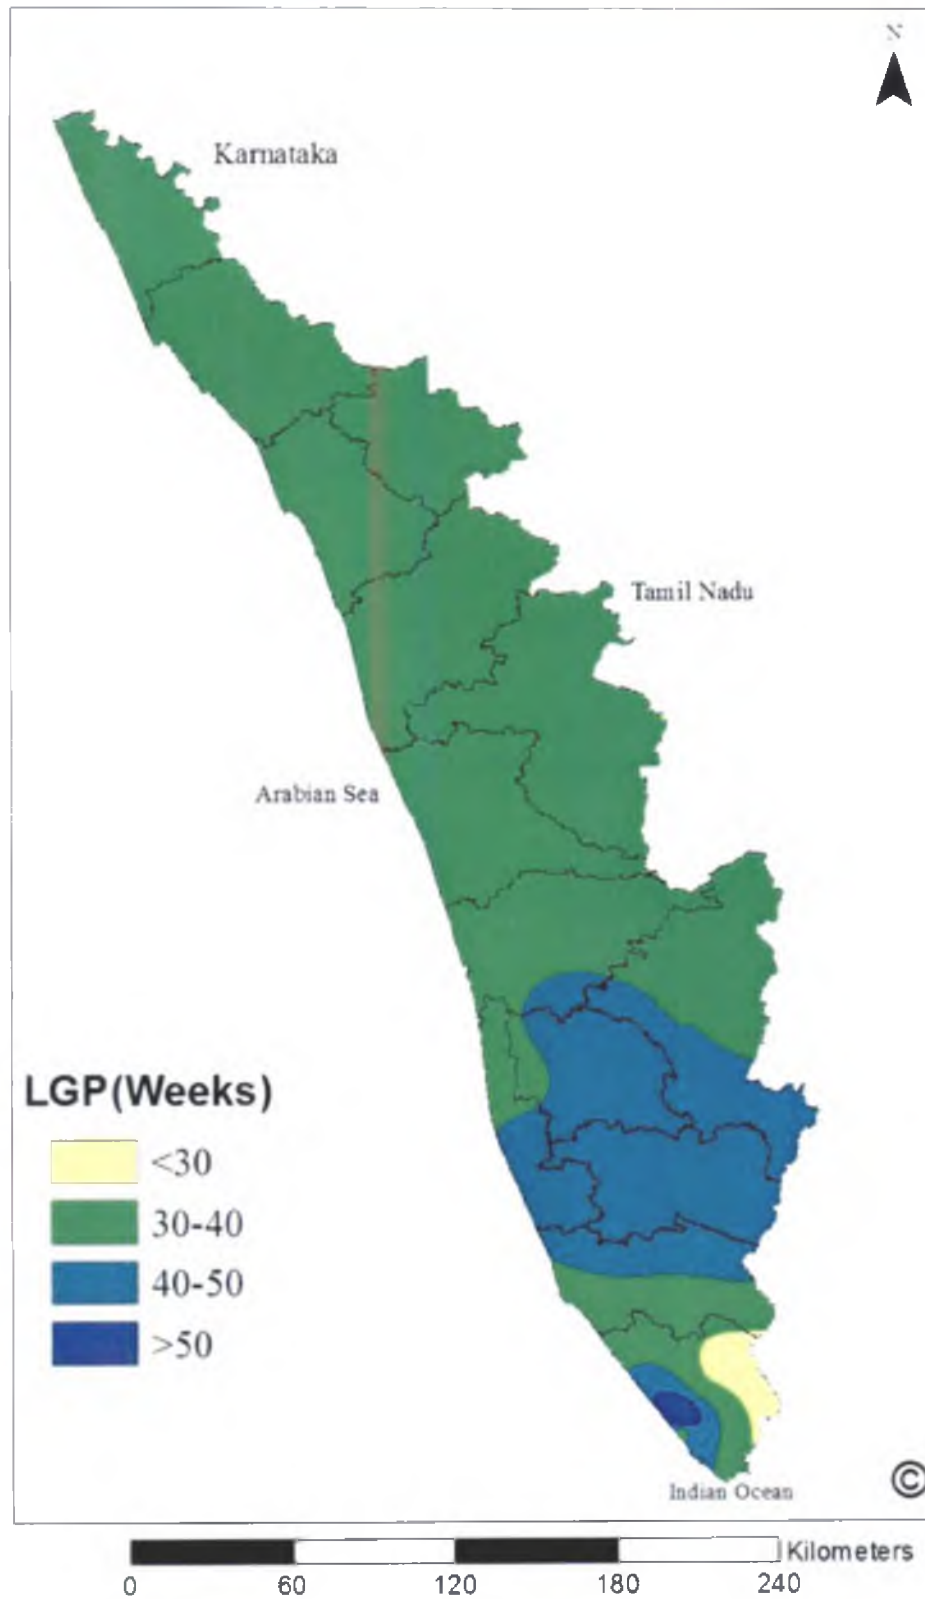 N
Karnataka
Tamil Nadu
Arabian Sea
LGP(Weeks)
<30
30-40
40-50
>50
Indian Ocean
©
Kilometers
0 60 120 180 240